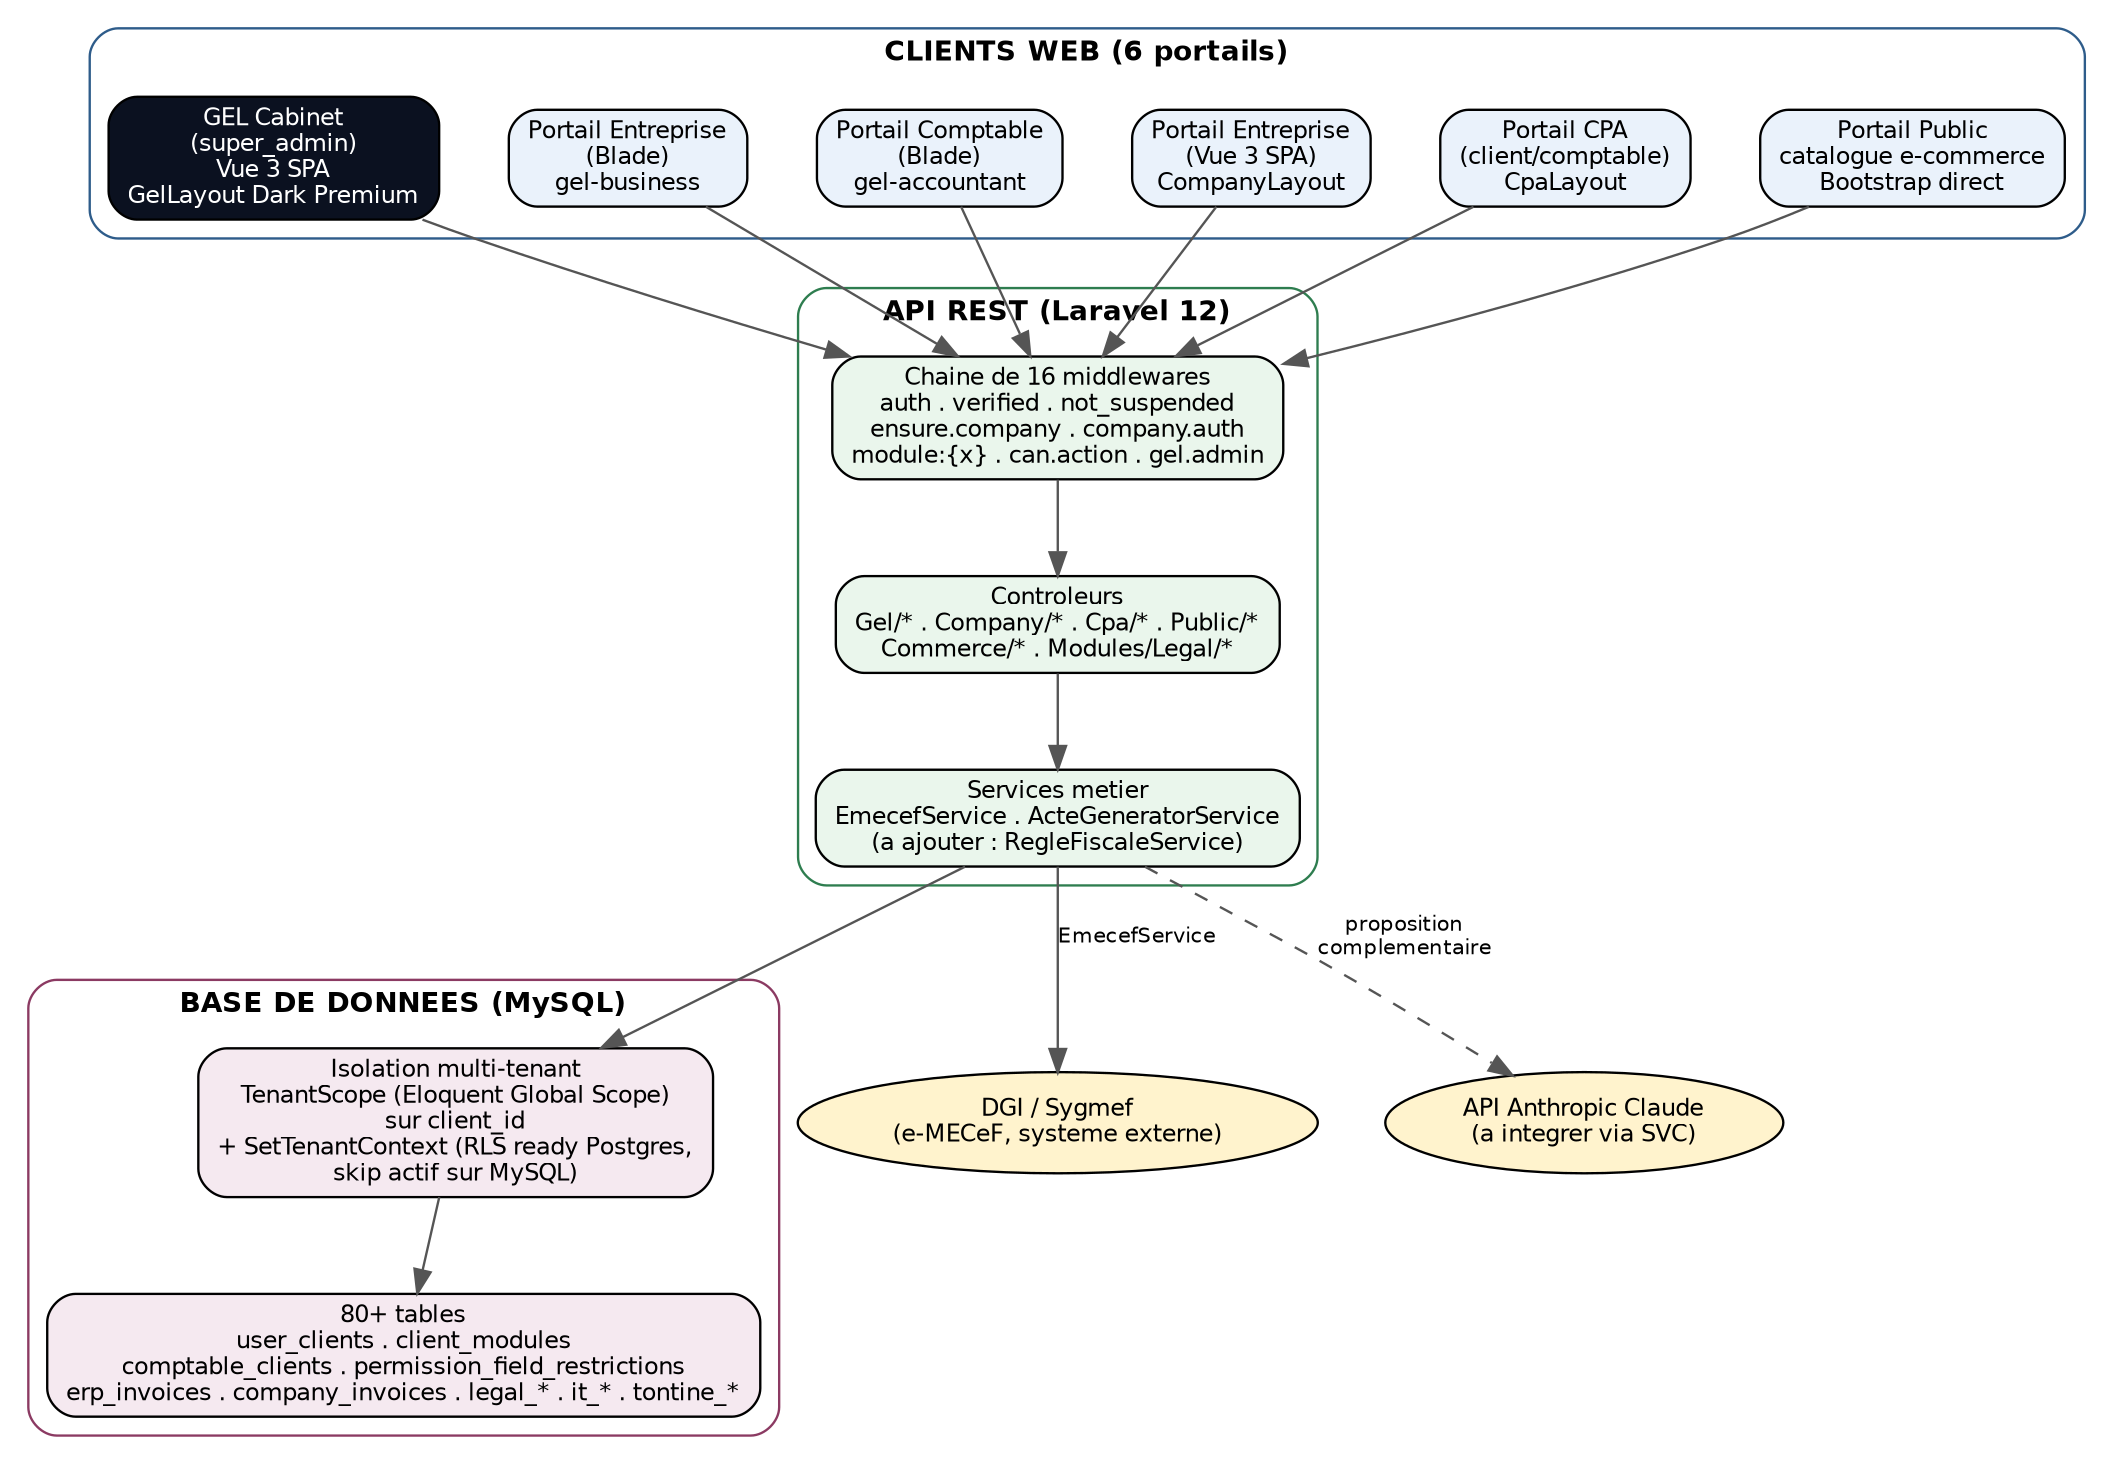 CLIENTS WEB (6 portails)
GEL Cabinet
(super_admin)
Vue 3 SPA
GelLayout Dark Premium
Portail Entreprise
(Blade)
gel-business
Portail Comptable
(Blade)
gel-accountant
Portail Entreprise
(Vue 3 SPA)
CompanyLayout
Portail CPA
(client/comptable)
CpaLayout
Portail Public
catalogue e-commerce
Bootstrap direct
API REST (Laravel 12)
Chaine de 16 middlewares
auth . verified . not_suspended
ensure.company . company.auth
module:{x} . can.action . gel.admin
Controleurs
Gel/* . Company/* . Cpa/* . Public/*
Commerce/* . Modules/Legal/*
Services metier
EmecefService . ActeGeneratorService
(a ajouter : RegleFiscaleService)
EmecefService
proposition
complementaire
BASE DE DONNEES (MySQL)
Isolation multi-tenant
TenantScope (Eloquent Global Scope)
sur client_id
+ SetTenantContext (RLS ready Postgres,
skip actif sur MySQL)
DGI / Sygmef
(e-MECeF, systeme externe)
API Anthropic Claude
(a integrer via SVC)
80+ tables
user_clients . client_modules
comptable_clients . permission_field_restrictions
erp_invoices . company_invoices . legal_* . it_* . tontine_*